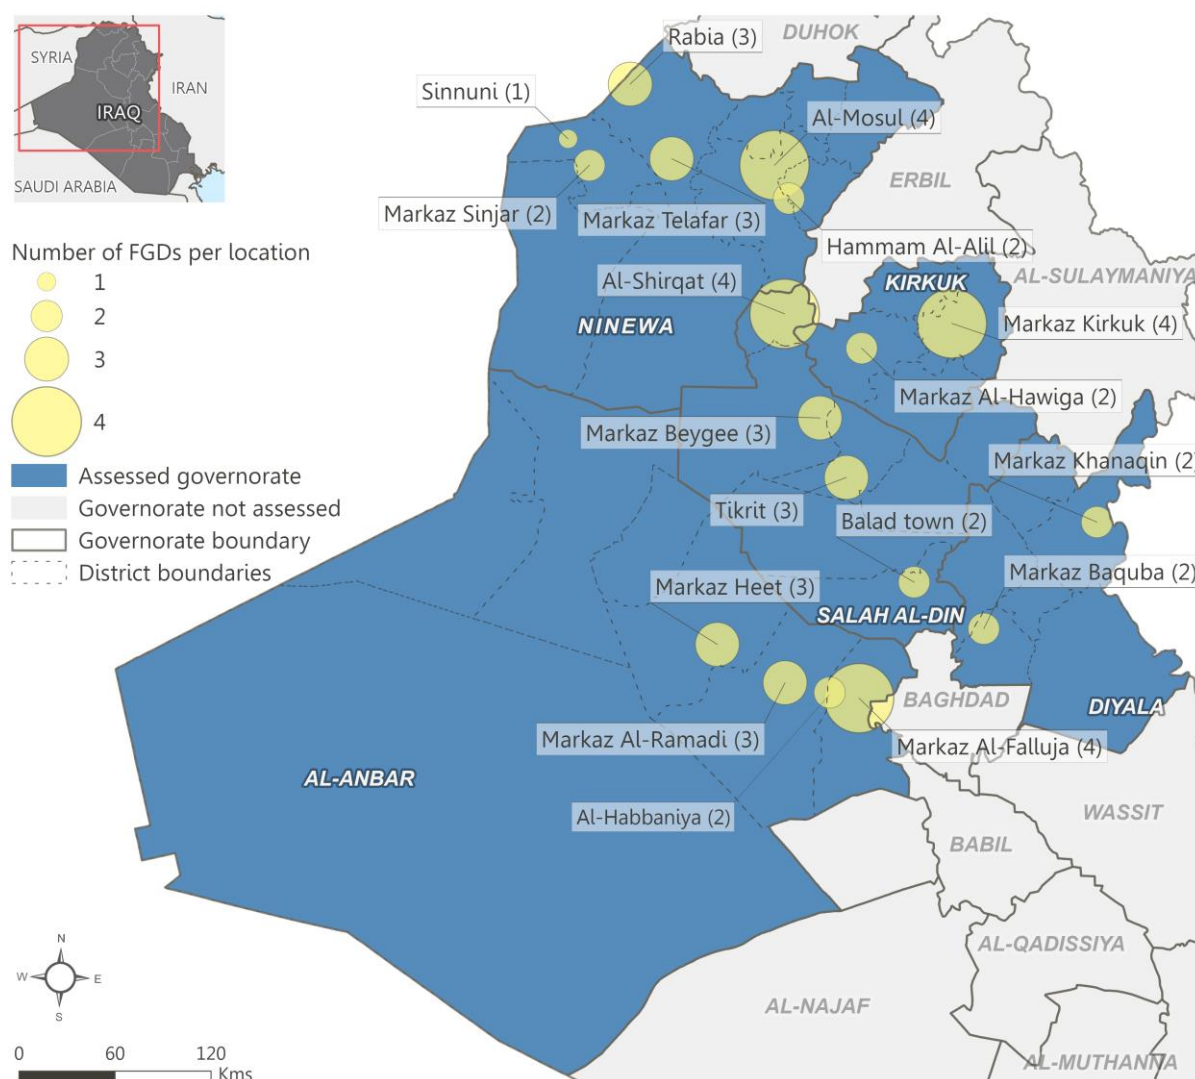 SYRIA
IRAN
IRAQ
SAUDI ARABIA
Number of FGDs per location
1
2
3
4
Assessed governorate
Governorate not assessed
Governorate boundary
District boundaries
Rabia (3)
DUHOK
Sinnuni (1)
Al-Mosul (4)
ERBIL
Markaz Sinjar (2)
Markaz Telafar (3)
Hammam Al-Alil (2)
Al-Shirqat (4)
KIRKUK
AL-SULAYMANIYA
NINEWA
Markaz Kirkuk (4)
Markaz Al-Hawiga (2)
Markaz Beygee (3)
Markaz Khanaqin (2)
Tikrit (3)
Balad town (2)
Markaz Heet (3)
Markaz Baquba (2)
SALAH AL-DIN
BAGHDAD
DIYALA
Markaz Al-Ramadi (3)
Markaz Al-Falluja (4)
AL-ANBAR
Al-Habbaniya (2)
WASSIT
BABIL
AL-QADISSIYA
AL-NAJAF
AL-MUTHANNA
N
W
E
S
0
60
120
Kms